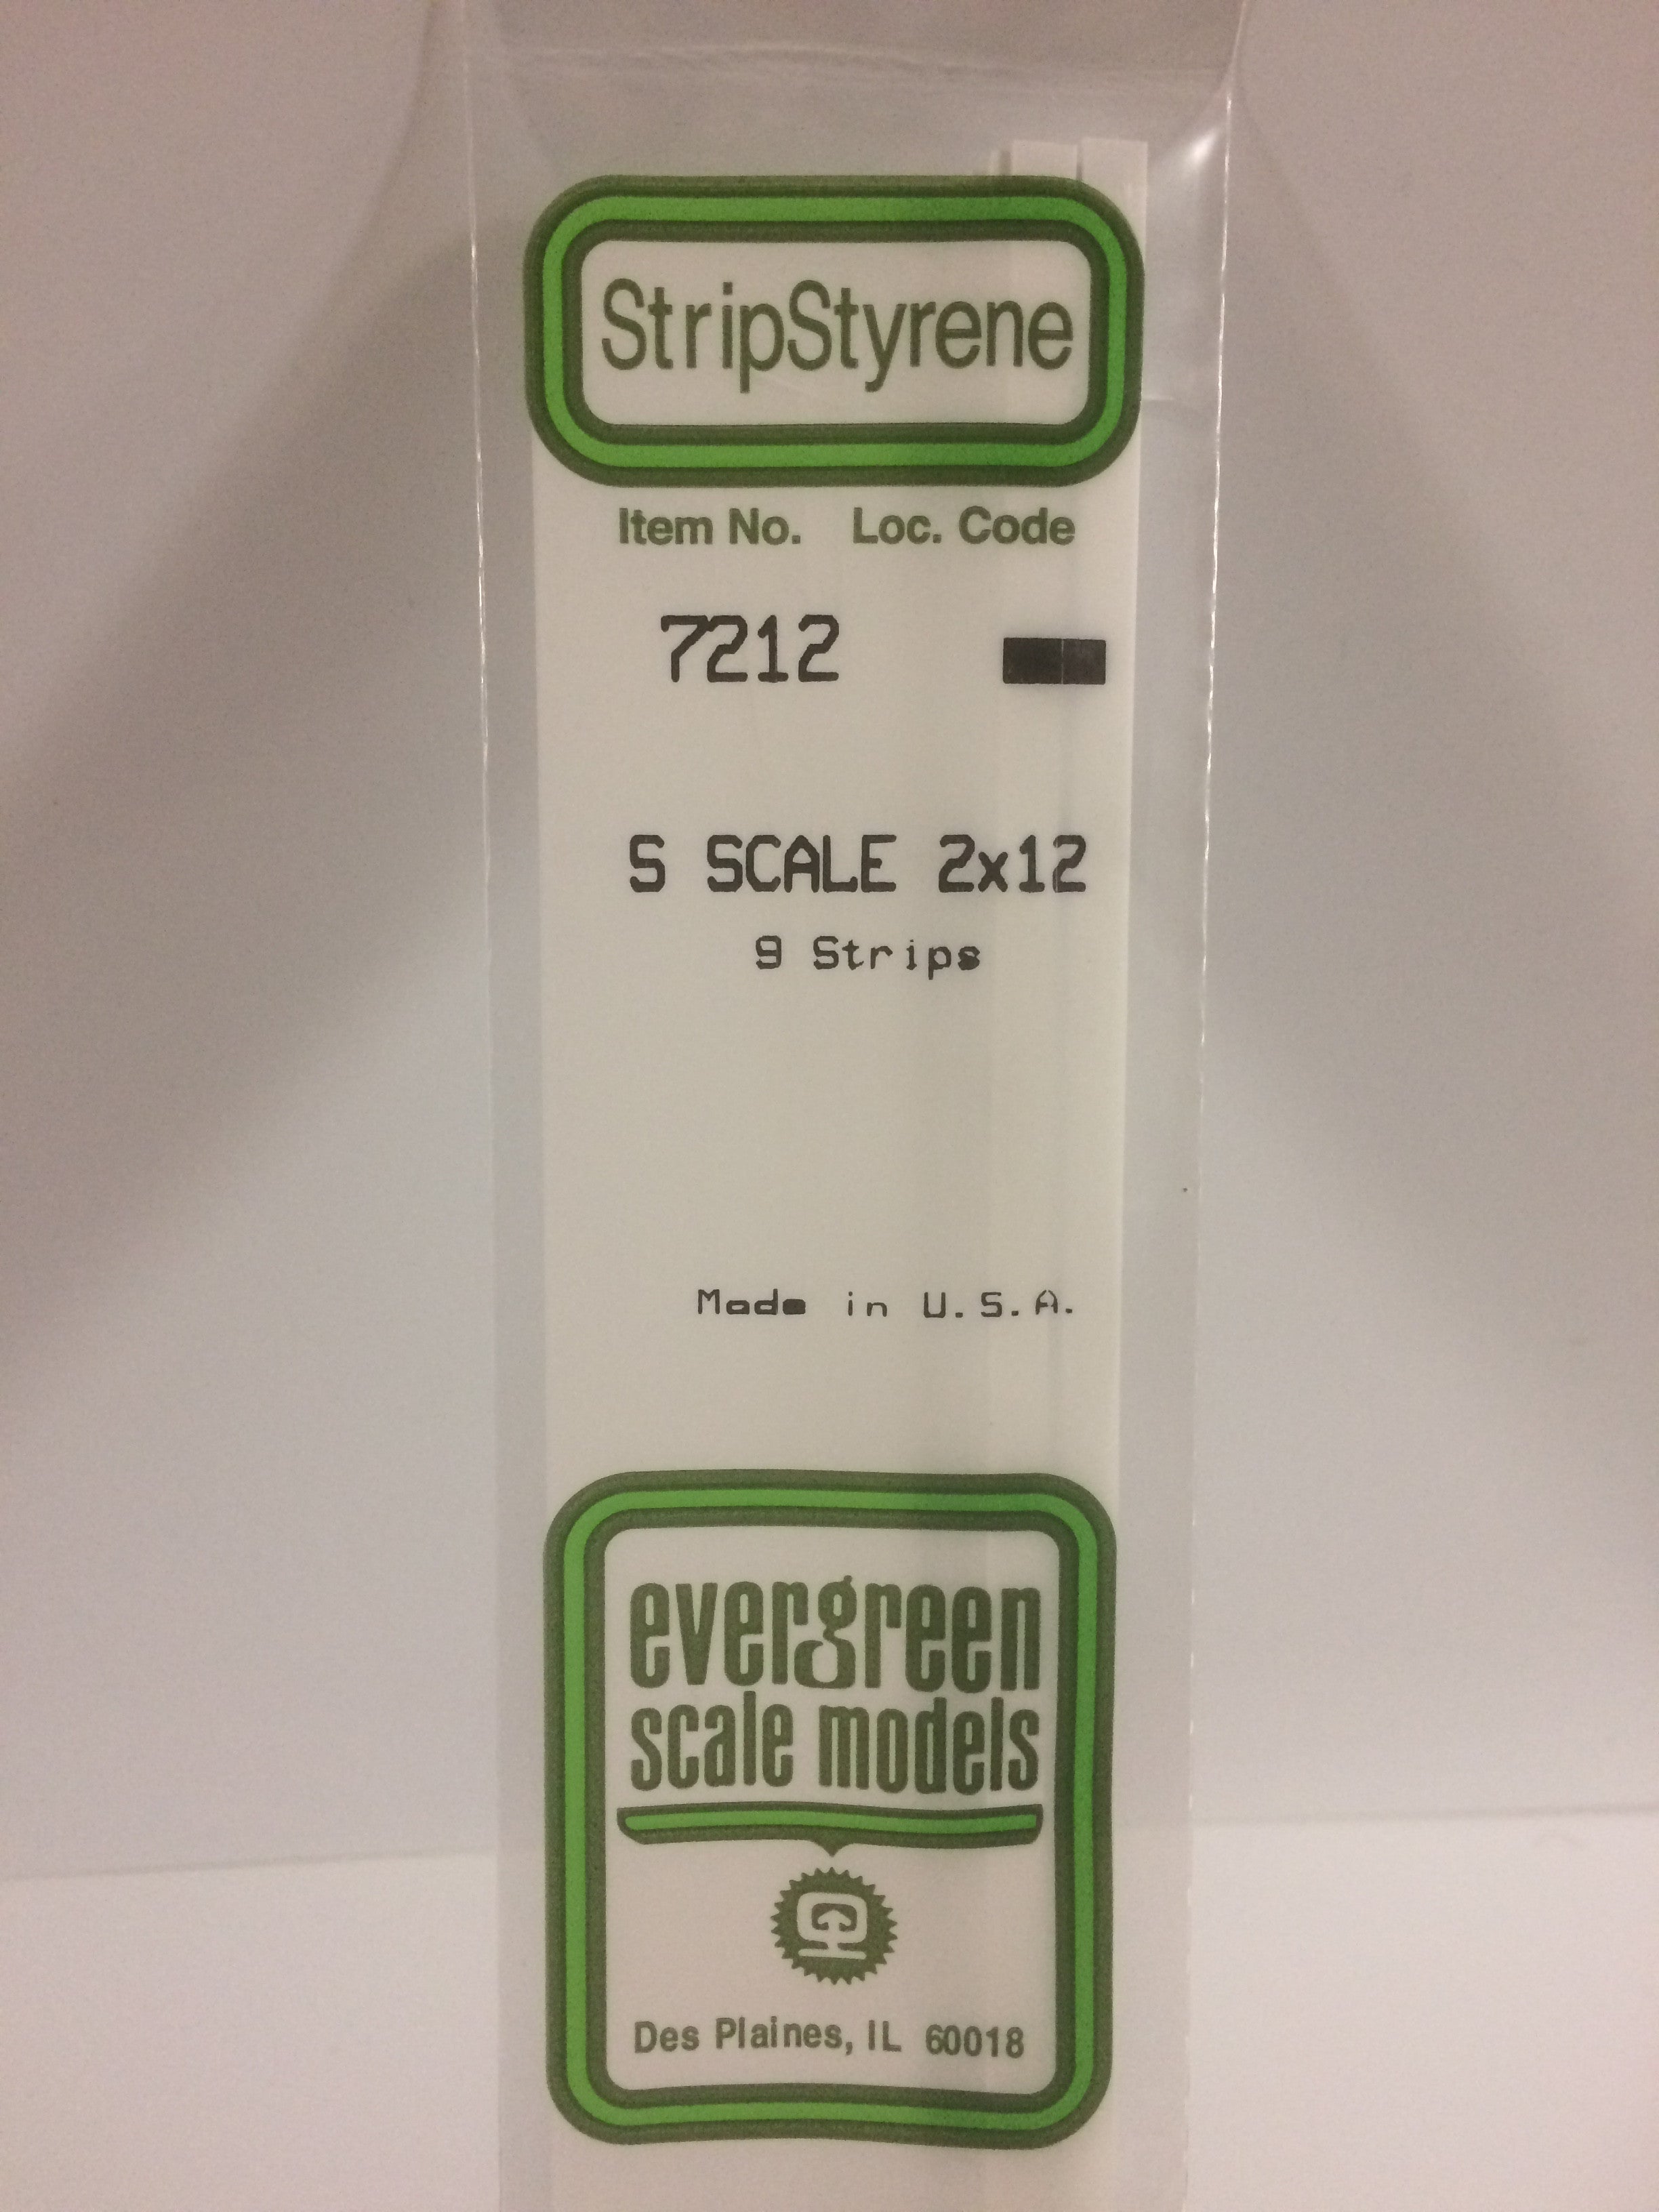 StripStyrene
Item No. Loc. Code
7212
S SCALE 2x12
9 Strips
Made in U.S.A.
evergreen
scale models
Des Plaines, IL 60018